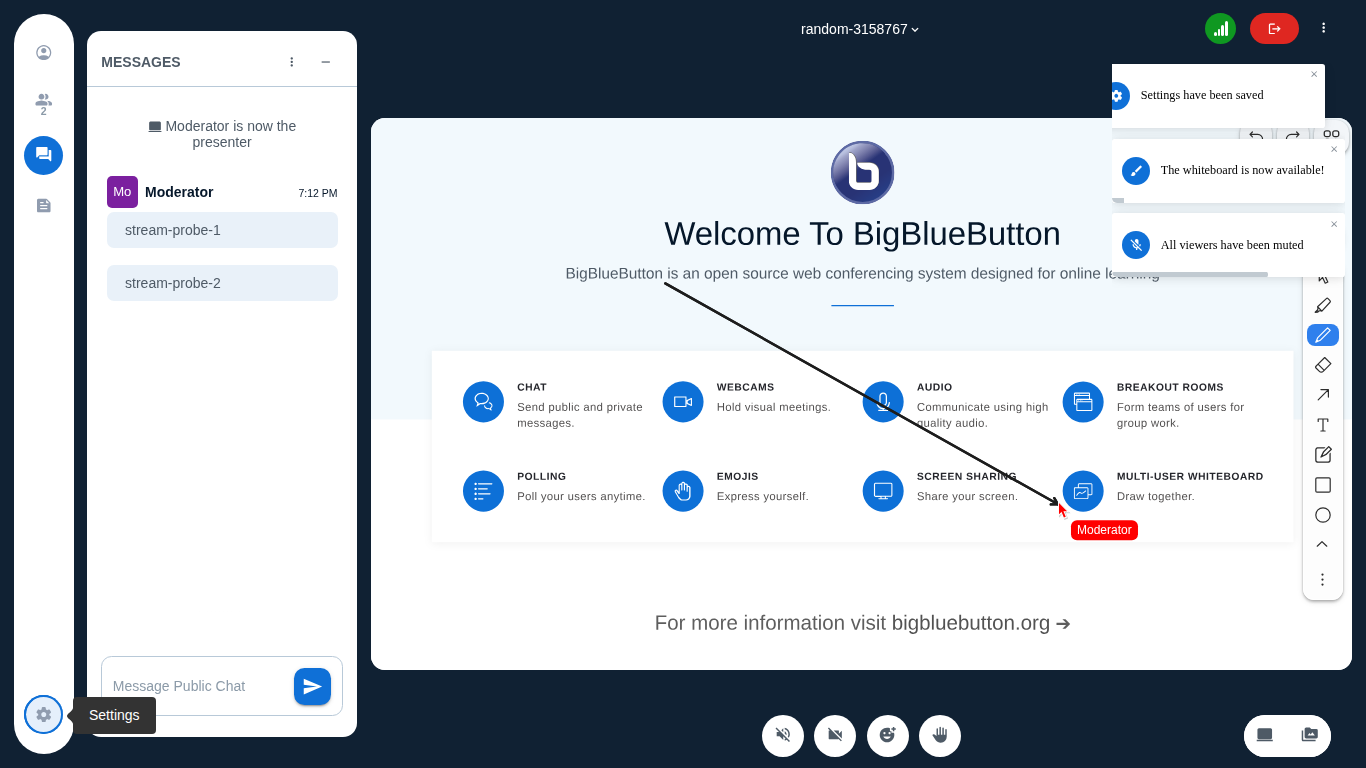 random-3158767
2
MESSAGES
Moderator is now the
presenter
Mo
Moderator
7:12 PM
stream-probe-1
stream-probe-2
Message Public Chat
Settings
Settings have been saved
The whiteboard is now available!
All viewers have been muted
Welcome To BigBlueButton
BigBlueButton is an open source web conferencing system designed for online learning
CHAT
Send public and private
messages.
WEBCAMS
Hold visual meetings.
AUDIO
Communicate using high
quality audio.
BREAKOUT ROOMS
Form teams of users for
group work.
POLLING
Poll your users anytime.
EMOJIS
Express yourself.
SCREEN SHARING
Share your screen.
MULTI-USER WHITEBOARD
Draw together.
Moderator
For more information visit bigbluebutton.org ➔